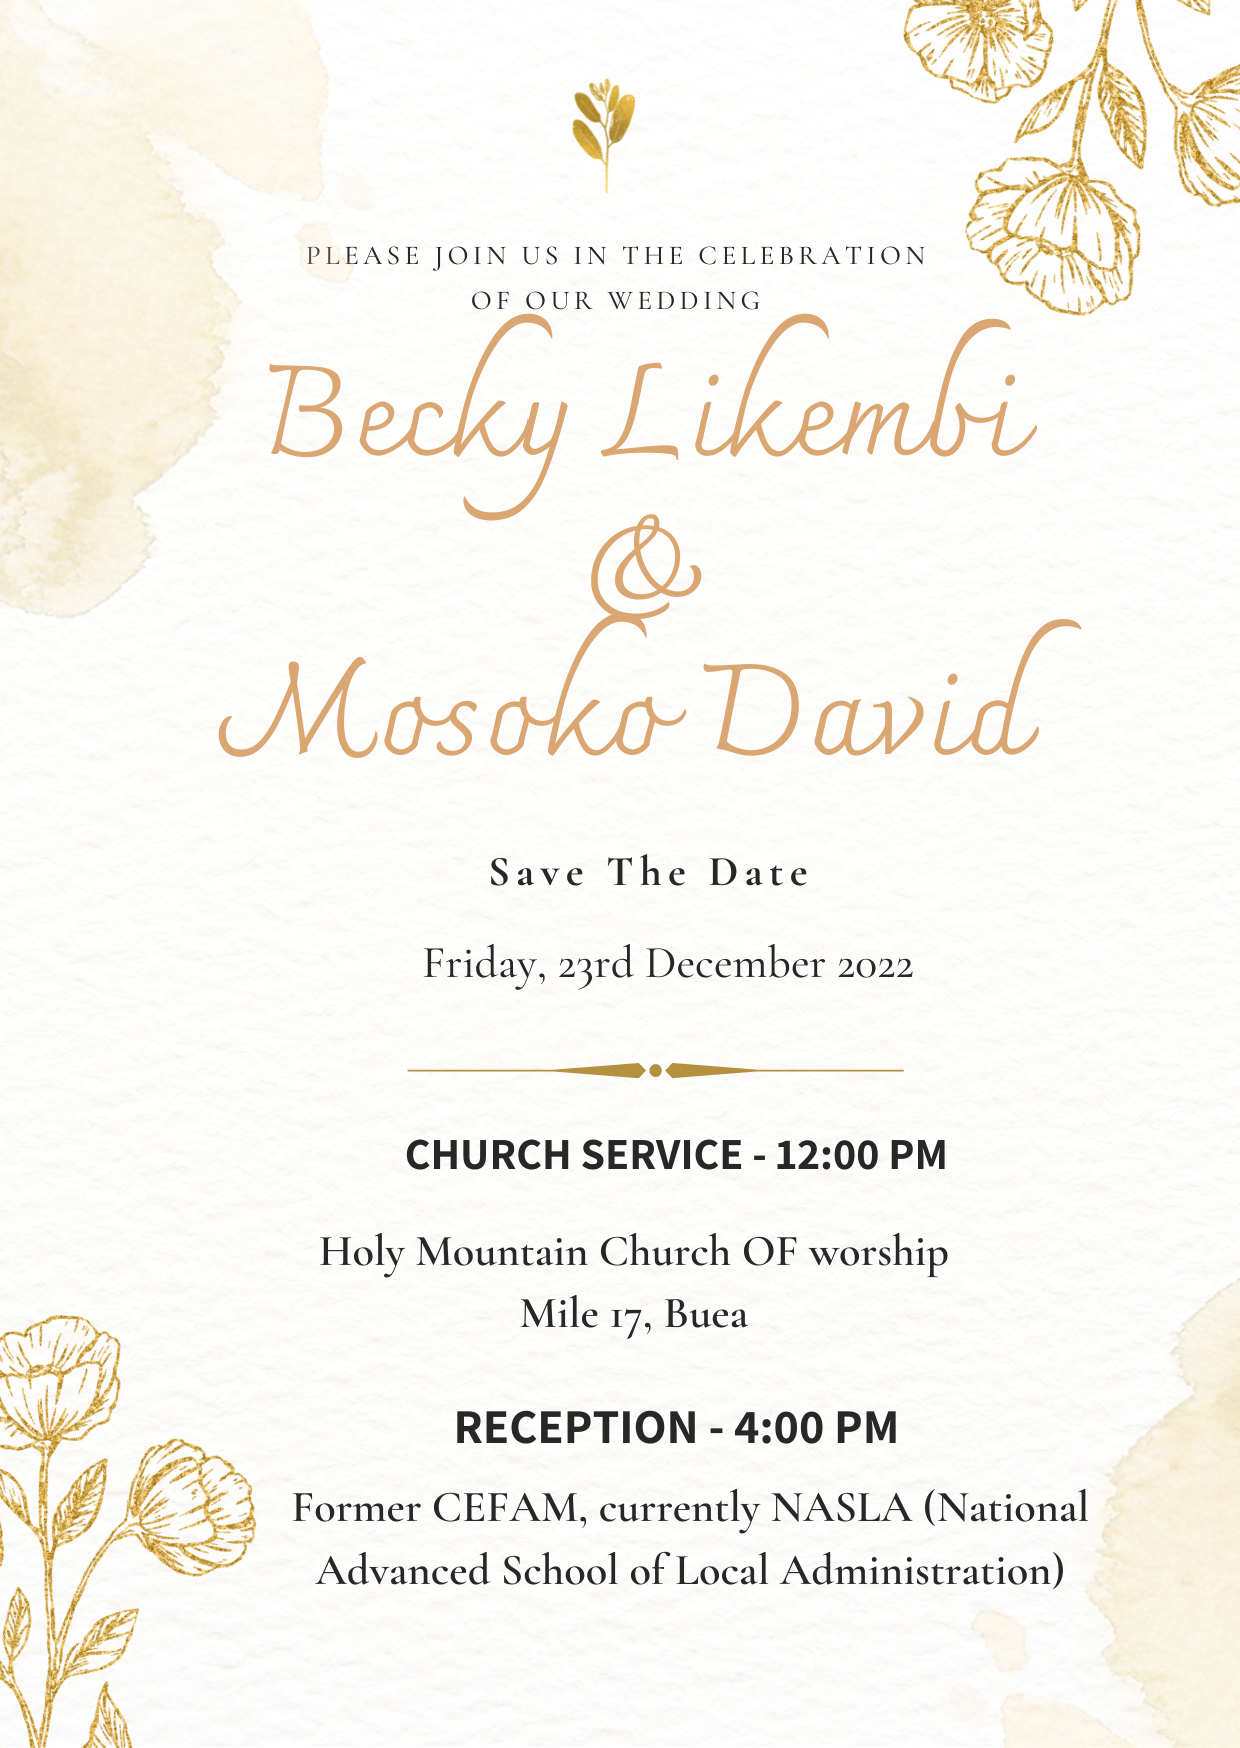 PLEASE JOIN US IN THE CELEBRATION
OF OUR WEDDING
Becky Likembi
&
Mosoko David
Save The Date
Friday, 23rd December 2022
CHURCH SERVICE - 12:00 PM
Holy Mountain Church OF worship
Mile 17, Buea
RECEPTION - 4:00 PM
Former CEFAM, currently NASLA (National
Advanced School of Local Administration)